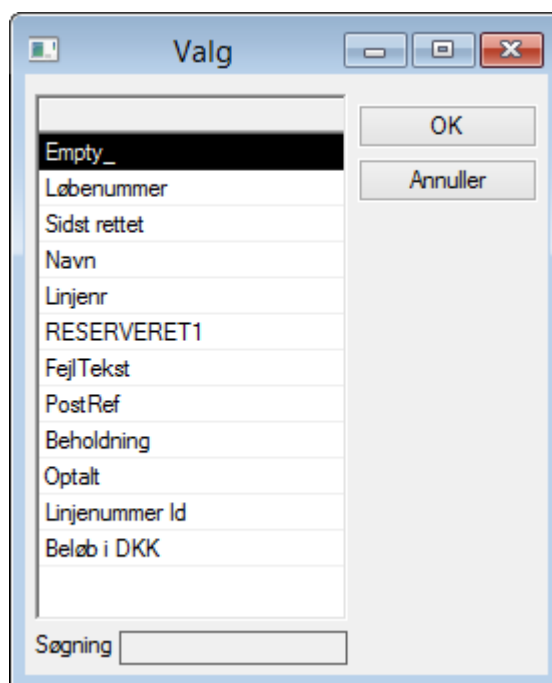 Valg
OK
Annuller
Empty_
Løbenummer
Sidst rettet
Navn
Linjenr
RESERVERET1
FejlTekst
PostRef
Beholdning
Optalt
Linjenummer Id
Beløb i DKK
Søgning